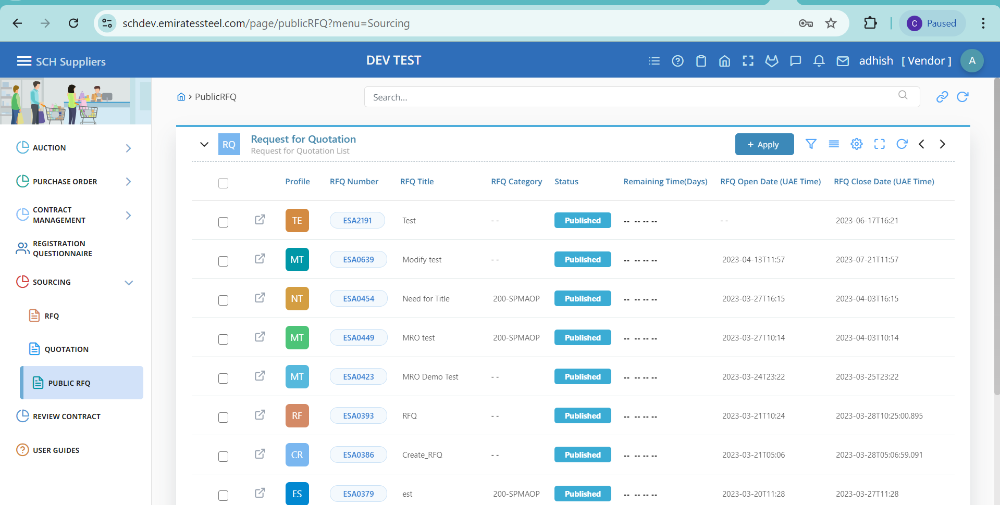 schdev.emiratessteel.com/page/publicRFQ?menu=Sourcing
C Paused
SCH Suppliers
DEV TEST
adhish [ Vendor ] A
PublicRFQ
Search...
AUCTION
PURCHASE ORDER
CONTRACT
MANAGEMENT
REGISTRATION
QUESTIONNAIRE
SOURCING
RFQ
QUOTATION
PUBLIC RFQ
REVIEW CONTRACT
USER GUIDES
RQ
Request for Quotation
Request for Quotation List
+ Apply
Profile RFQ Number RFQ Title RFQ Category Status Remaining Time(Days) RFQ Open Date (UAE Time) RFQ Close Date (UAE Time)
TE ESA2191 Test - - Published -- -- -- -- - - 2023-06-17T16:21
MT ESA0639 Modify test - - Published -- -- -- -- 2023-04-13T11:57 2023-07-21T11:57
NT ESA0454 Need for Title 200-SPMAOP Published -- -- -- -- 2023-03-27T16:15 2023-04-03T16:15
MT ESA0449 MRO test 200-SPMAOP Published -- -- -- -- 2023-03-27T10:14 2023-04-03T10:14
MT ESA0423 MRO Demo Test - - Published -- -- -- -- 2023-03-24T23:22 2023-03-25T23:22
RF ESA0393 RFQ - - Published -- -- -- -- 2023-03-21T10:24 2023-03-28T10:25:00.895
CR ESA0386 Create_RFQ - - Published -- -- -- -- 2023-03-21T05:06 2023-03-28T05:06:59.091
ES ESA0379 est 200-SPMAOP Published -- -- -- -- 2023-03-20T11:28 2023-03-27T11:28